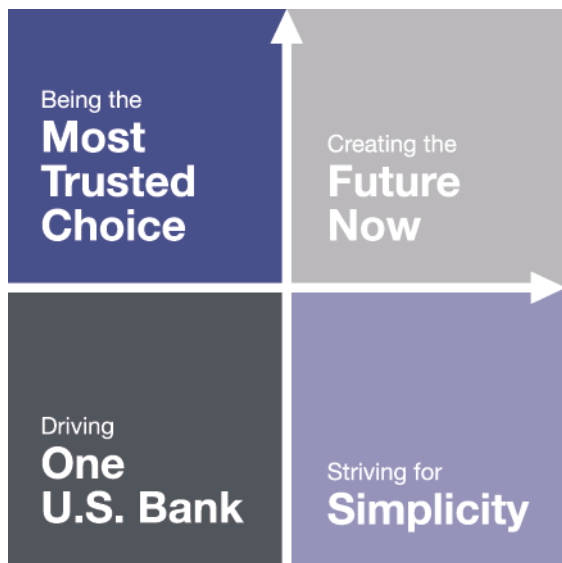 Being the
Most
Trusted
Choice
Creating the
Future
Now
Driving
One
U.S. Bank
Striving for
Simplicity